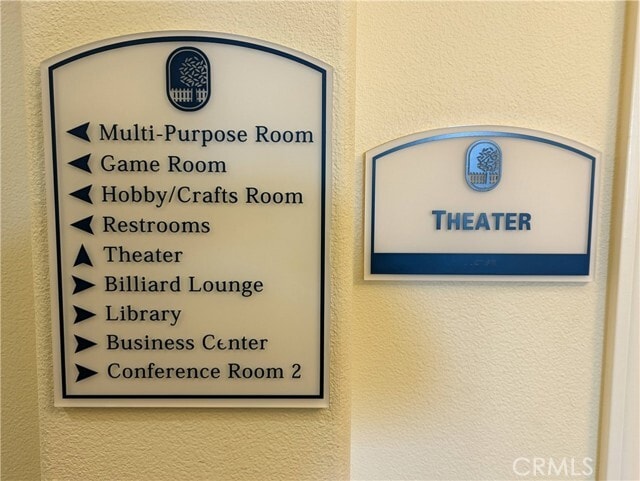 Multi-Purpose Room
Game Room
Hobby/Crafts Room
Restrooms
Theater
Billiard Lounge
Library
Business Center
Conference Room 2
THEATER
CRMLS